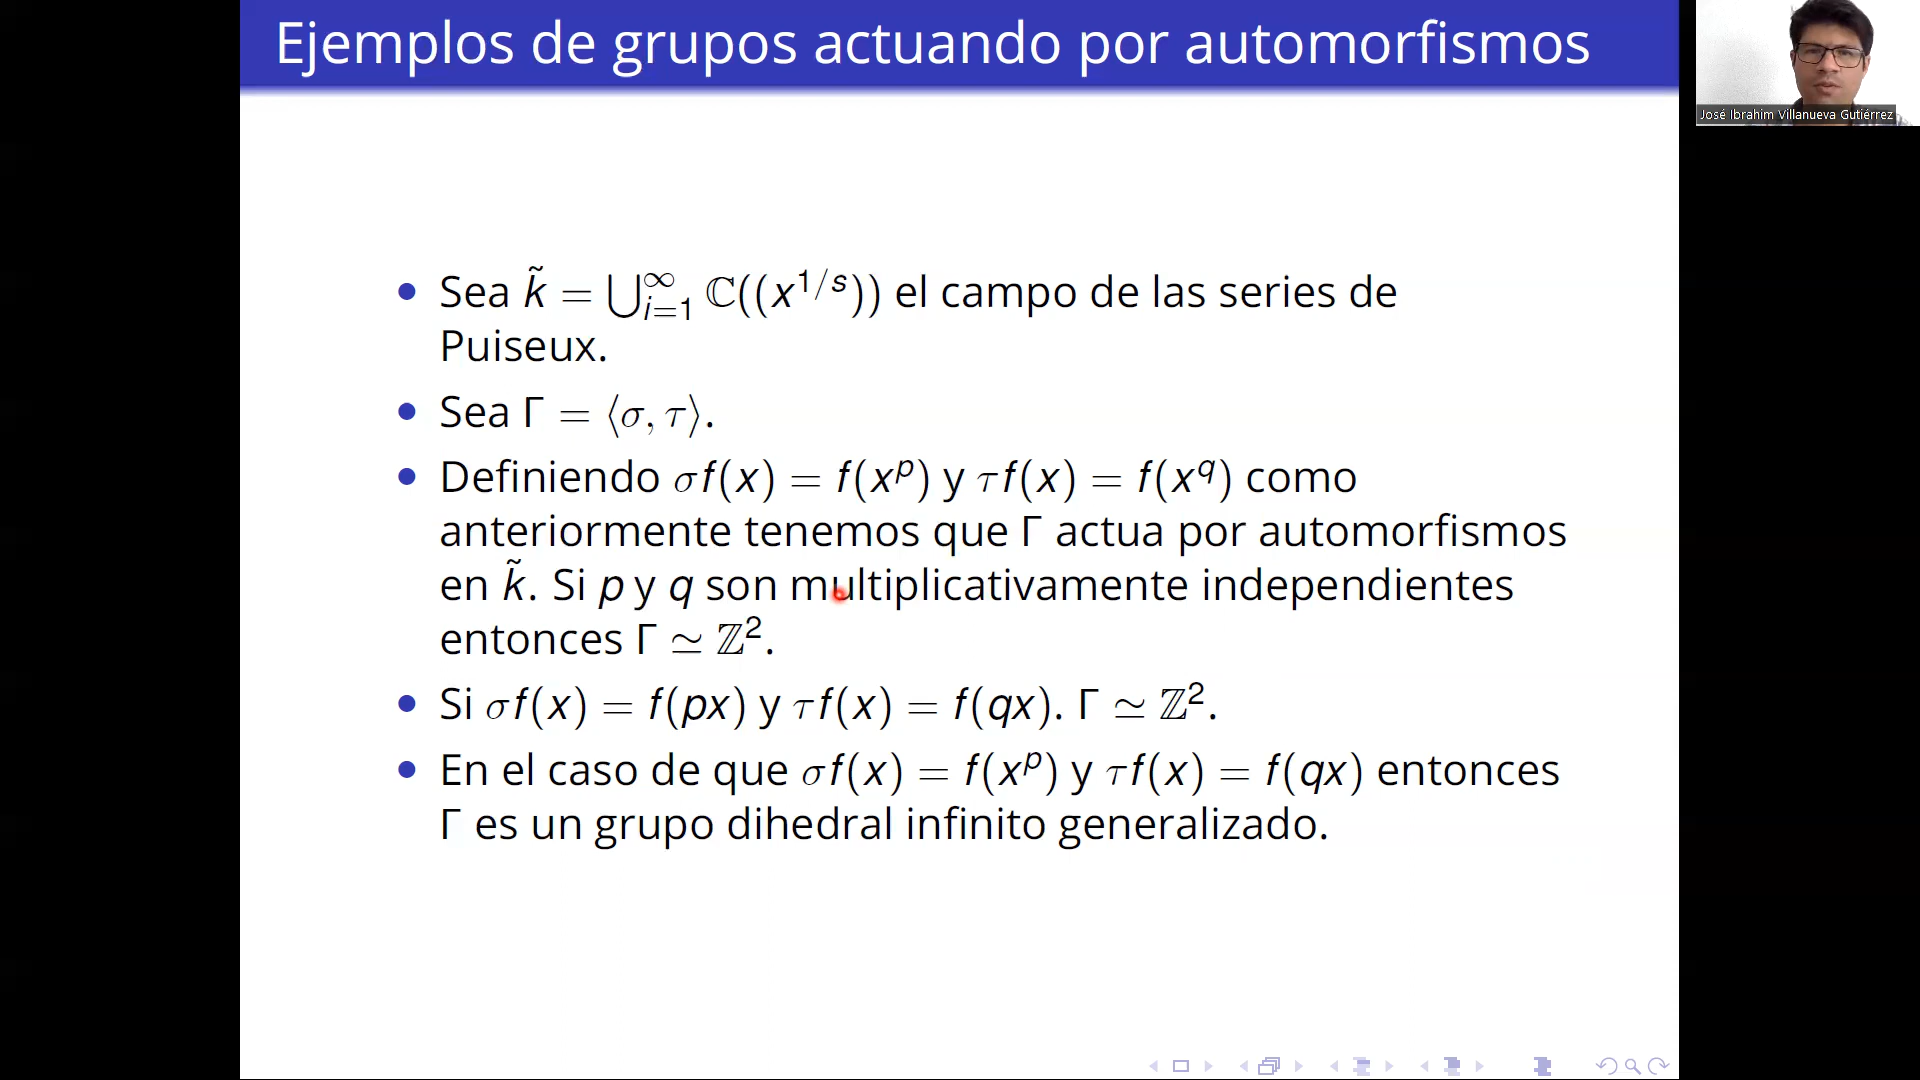 Ejemplos de grupos actuando por automorfismos
José Ibrahim Villanueva Gutiérrez
• Sea k̃ = ⋃_{i=1}^∞ ℂ((x^{1/s})) el campo de las series de
Puiseux.
• Sea Γ = ⟨σ, τ⟩.
• Definiendo σf(x) = f(x^p) y τf(x) = f(x^q) como
anteriormente tenemos que Γ actua por automorfismos
en k̃. Si p y q son multiplicativamente independientes
entonces Γ ≃ ℤ².
• Si σf(x) = f(px) y τf(x) = f(qx). Γ ≃ ℤ².
• En el caso de que σf(x) = f(x^p) y τf(x) = f(qx) entonces
Γ es un grupo dihedral infinito generalizado.